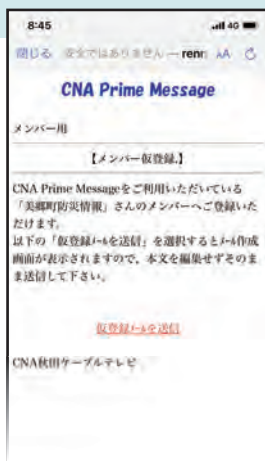 8:45
4G
閉じる 安全ではありません — renr AA
CNA Prime Message
メンバー用
【メンバー仮登録】
CNA Prime Messageをご利用いただいている
「美郷町防災情報」さんのメンバーへご登録いた
だけます。
以下の「仮登録ﾒｰﾙを送信」を選択するとﾒｰﾙ作成
画面が表示されますので、本文を編集せずそのま
ま送信して下さい。
仮登録ﾒｰﾙを送信
CNA秋田ケーブルテレビ